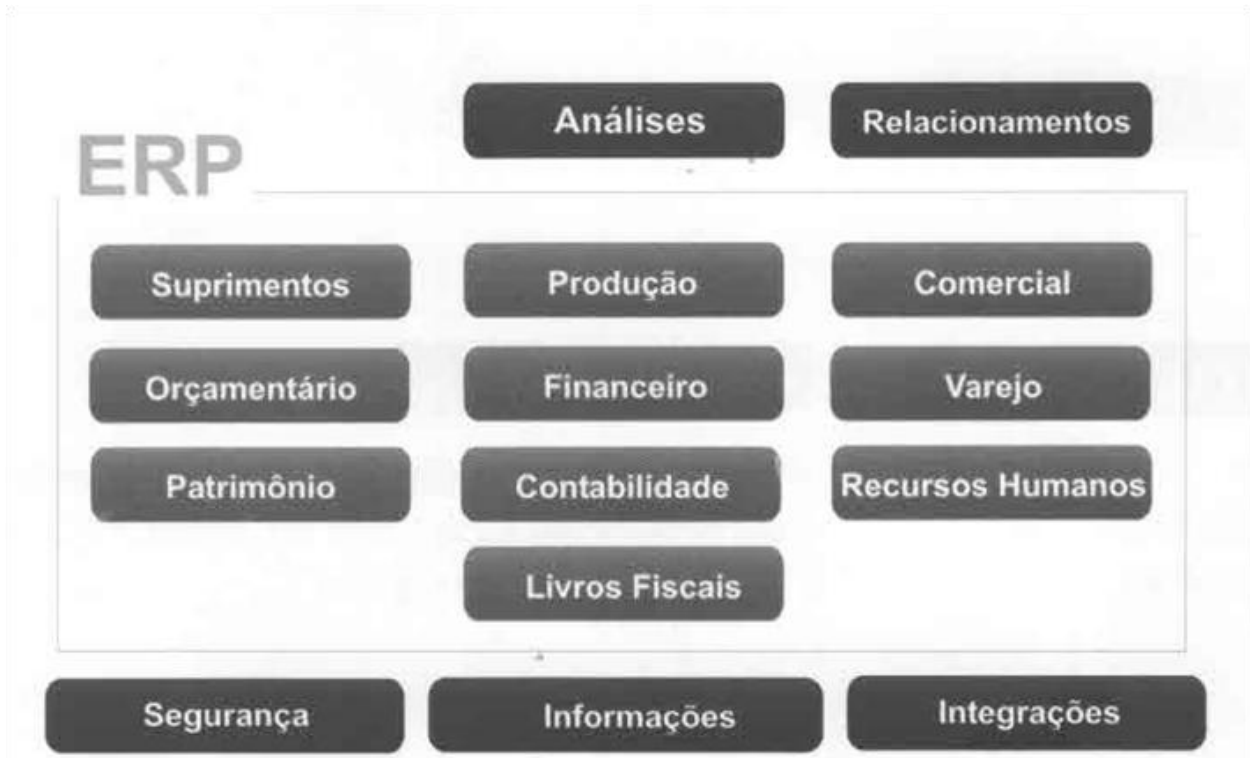 Análises
Relacionamentos
ERP
Suprimentos
Produção
Comercial
Orçamentário
Financeiro
Varejo
Patrimônio
Contabilidade
Recursos Humanos
Livros Fiscais
Segurança
Informações
Integrações